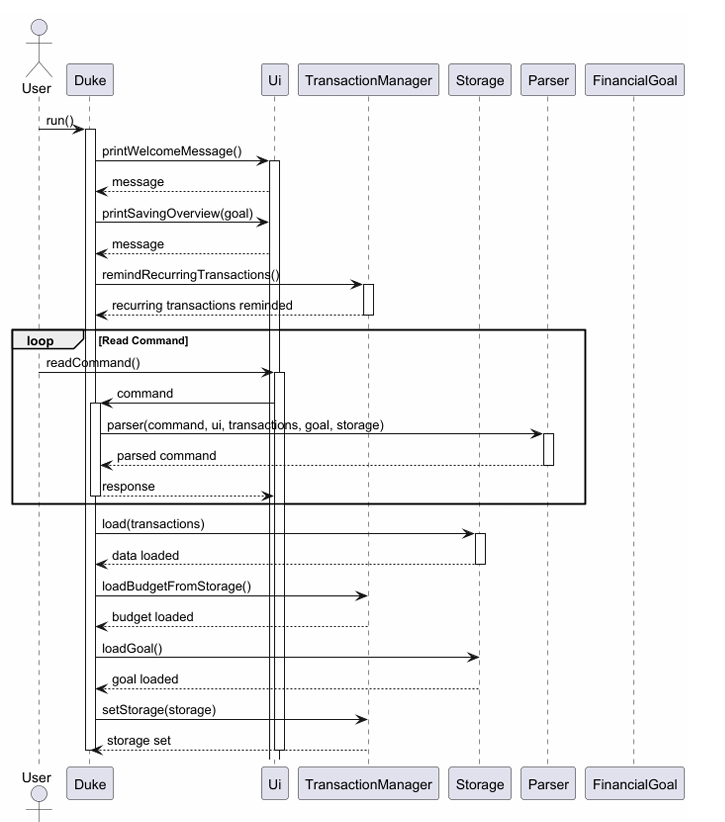 User
Duke
Ui
TransactionManager
Storage
Parser
FinancialGoal
run()
printWelcomeMessage()
message
printSavingOverview(goal)
message
remindRecurringTransactions()
recurring transactions reminded
loop
[Read Command]
readCommand()
command
parser(command, ui, transactions, goal, storage)
parsed command
response
load(transactions)
data loaded
loadBudgetFromStorage()
budget loaded
loadGoal()
goal loaded
setStorage(storage)
storage set
User
Duke
Ui
TransactionManager
Storage
Parser
FinancialGoal